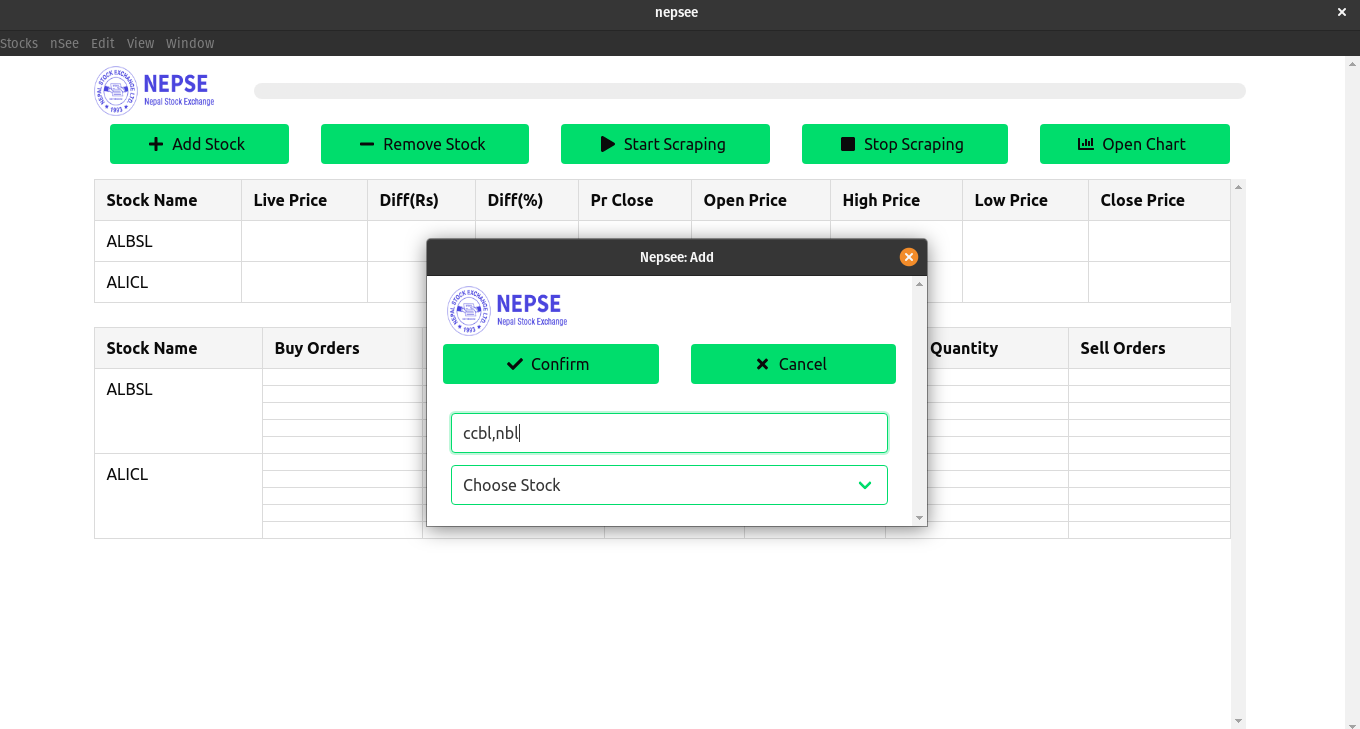 nepsee
Stocks nSee Edit View Window
NEPAL STOCK EXCHANGE LTD. 1993
NEPSE
Nepal Stock Exchange
Add Stock Remove Stock Start Scraping Stop Scraping Open Chart
Stock Name Live Price Diff(Rs) Diff(%) Pr Close Open Price High Price Low Price Close Price
ALBSL
ALICL
Stock Name Buy Orders Quantity Sell Orders
ALBSL
ALICL
Nepsee: Add
NEPAL STOCK EXCHANGE LTD. 1993
NEPSE
Nepal Stock Exchange
Confirm Cancel
ccbl,nbl
Choose Stock